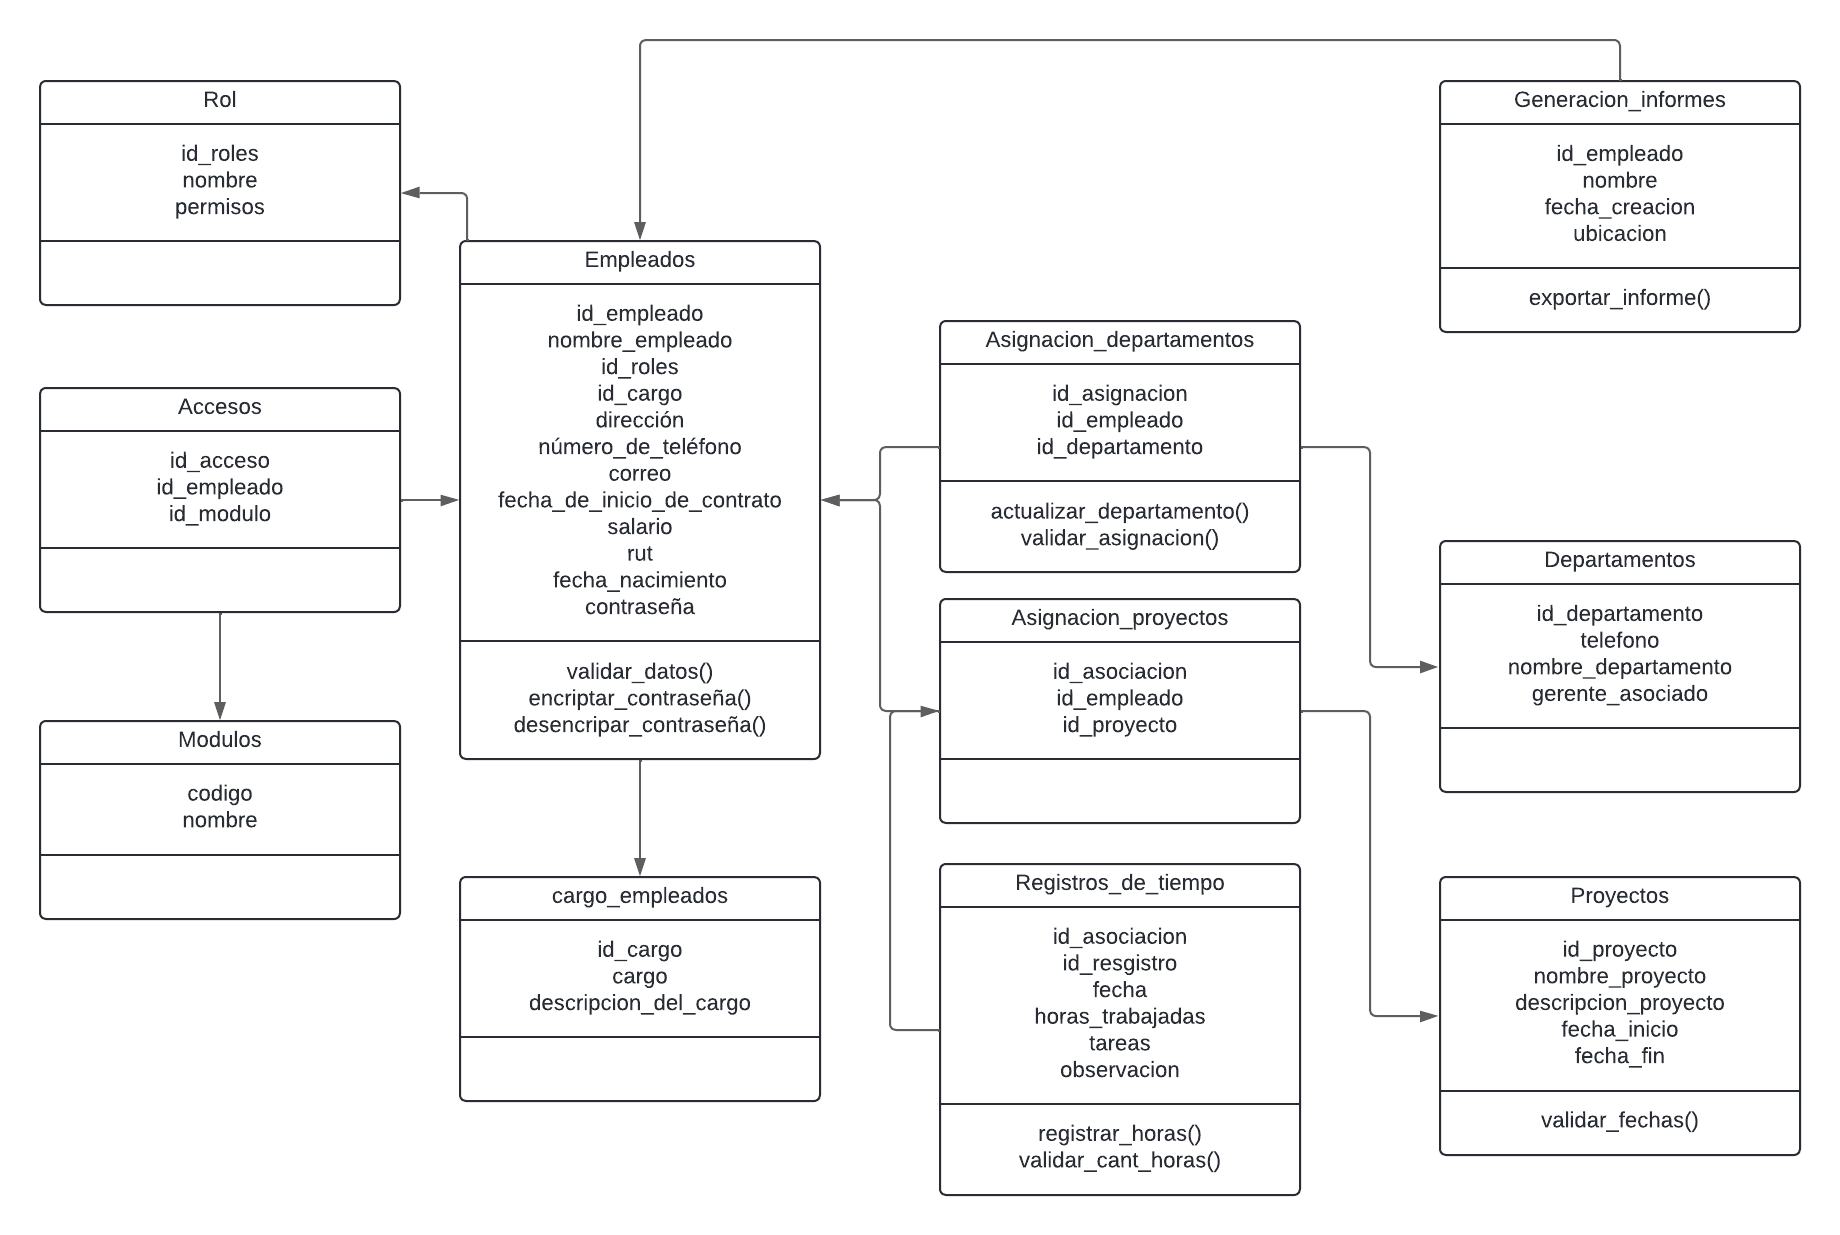 Rol
id_roles
nombre
permisos
Generacion_informes
id_empleado
nombre
fecha_creacion
ubicacion
exportar_informe()
Empleados
id_empleado
nombre_empleado
id_roles
id_cargo
dirección
número_de_teléfono
correo
fecha_de_inicio_de_contrato
salario
rut
fecha_nacimiento
contraseña
validar_datos()
encriptar_contraseña()
desencripar_contraseña()
Asignacion_departamentos
id_asignacion
id_empleado
id_departamento
actualizar_departamento()
validar_asignacion()
Accesos
id_acceso
id_empleado
id_modulo
Departamentos
id_departamento
telefono
nombre_departamento
gerente_asociado
Asignacion_proyectos
id_asociacion
id_empleado
id_proyecto
Modulos
codigo
nombre
cargo_empleados
id_cargo
cargo
descripcion_del_cargo
Registros_de_tiempo
id_asociacion
id_resgistro
fecha
horas_trabajadas
tareas
observacion
registrar_horas()
validar_cant_horas()
Proyectos
id_proyecto
nombre_proyecto
descripcion_proyecto
fecha_inicio
fecha_fin
validar_fechas()